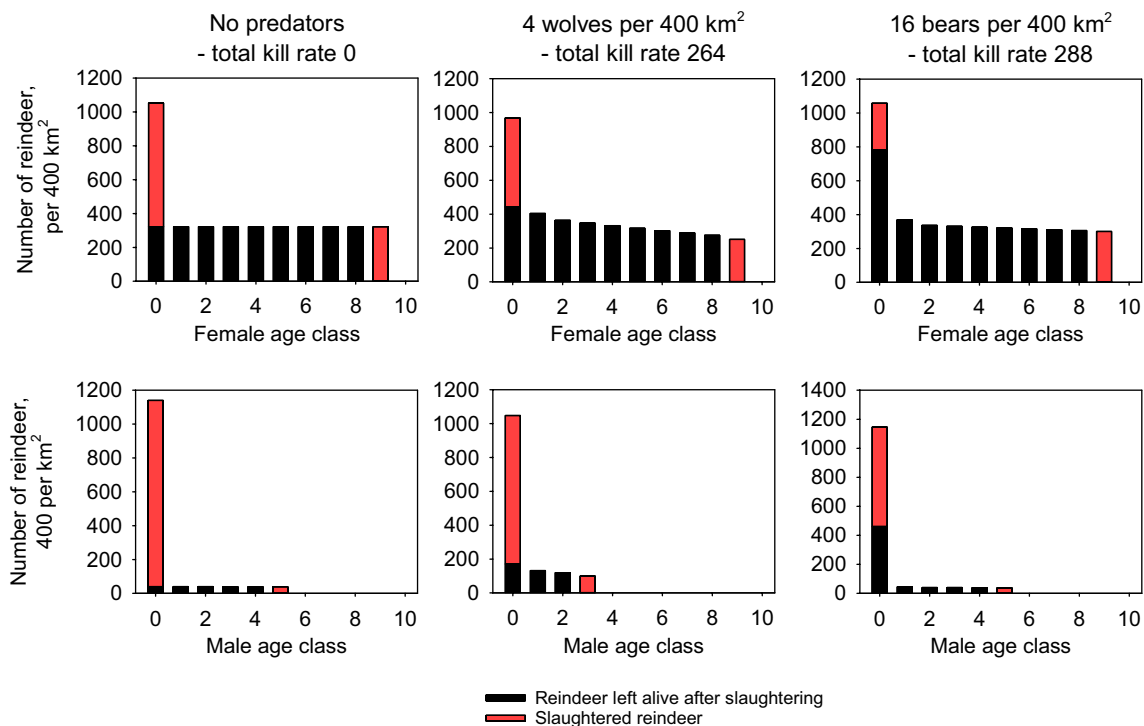 No predators
- total kill rate 0
4 wolves per 400 km²
- total kill rate 264
16 bears per 400 km²
- total kill rate 288
Number of reindeer,
per 400 km²
1200
1000
800
600
400
200
0
0 2 4 6 8 10
Female age class
1200
1000
800
600
400
200
0
0 2 4 6 8 10
Female age class
1200
1000
800
600
400
200
0
0 2 4 6 8 10
Female age class
Number of reindeer,
400 per km²
1200
1000
800
600
400
200
0
0 2 4 6 8 10
Male age class
1200
1000
800
600
400
200
0
0 2 4 6 8 10
Male age class
1400
1200
1000
800
600
400
200
0
0 2 4 6 8 10
Male age class
Reindeer left alive after slaughtering
Slaughtered reindeer